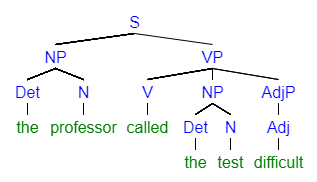 S
NP VP
Det N V NP AdjP
the professor called Det N Adj
the test difficult